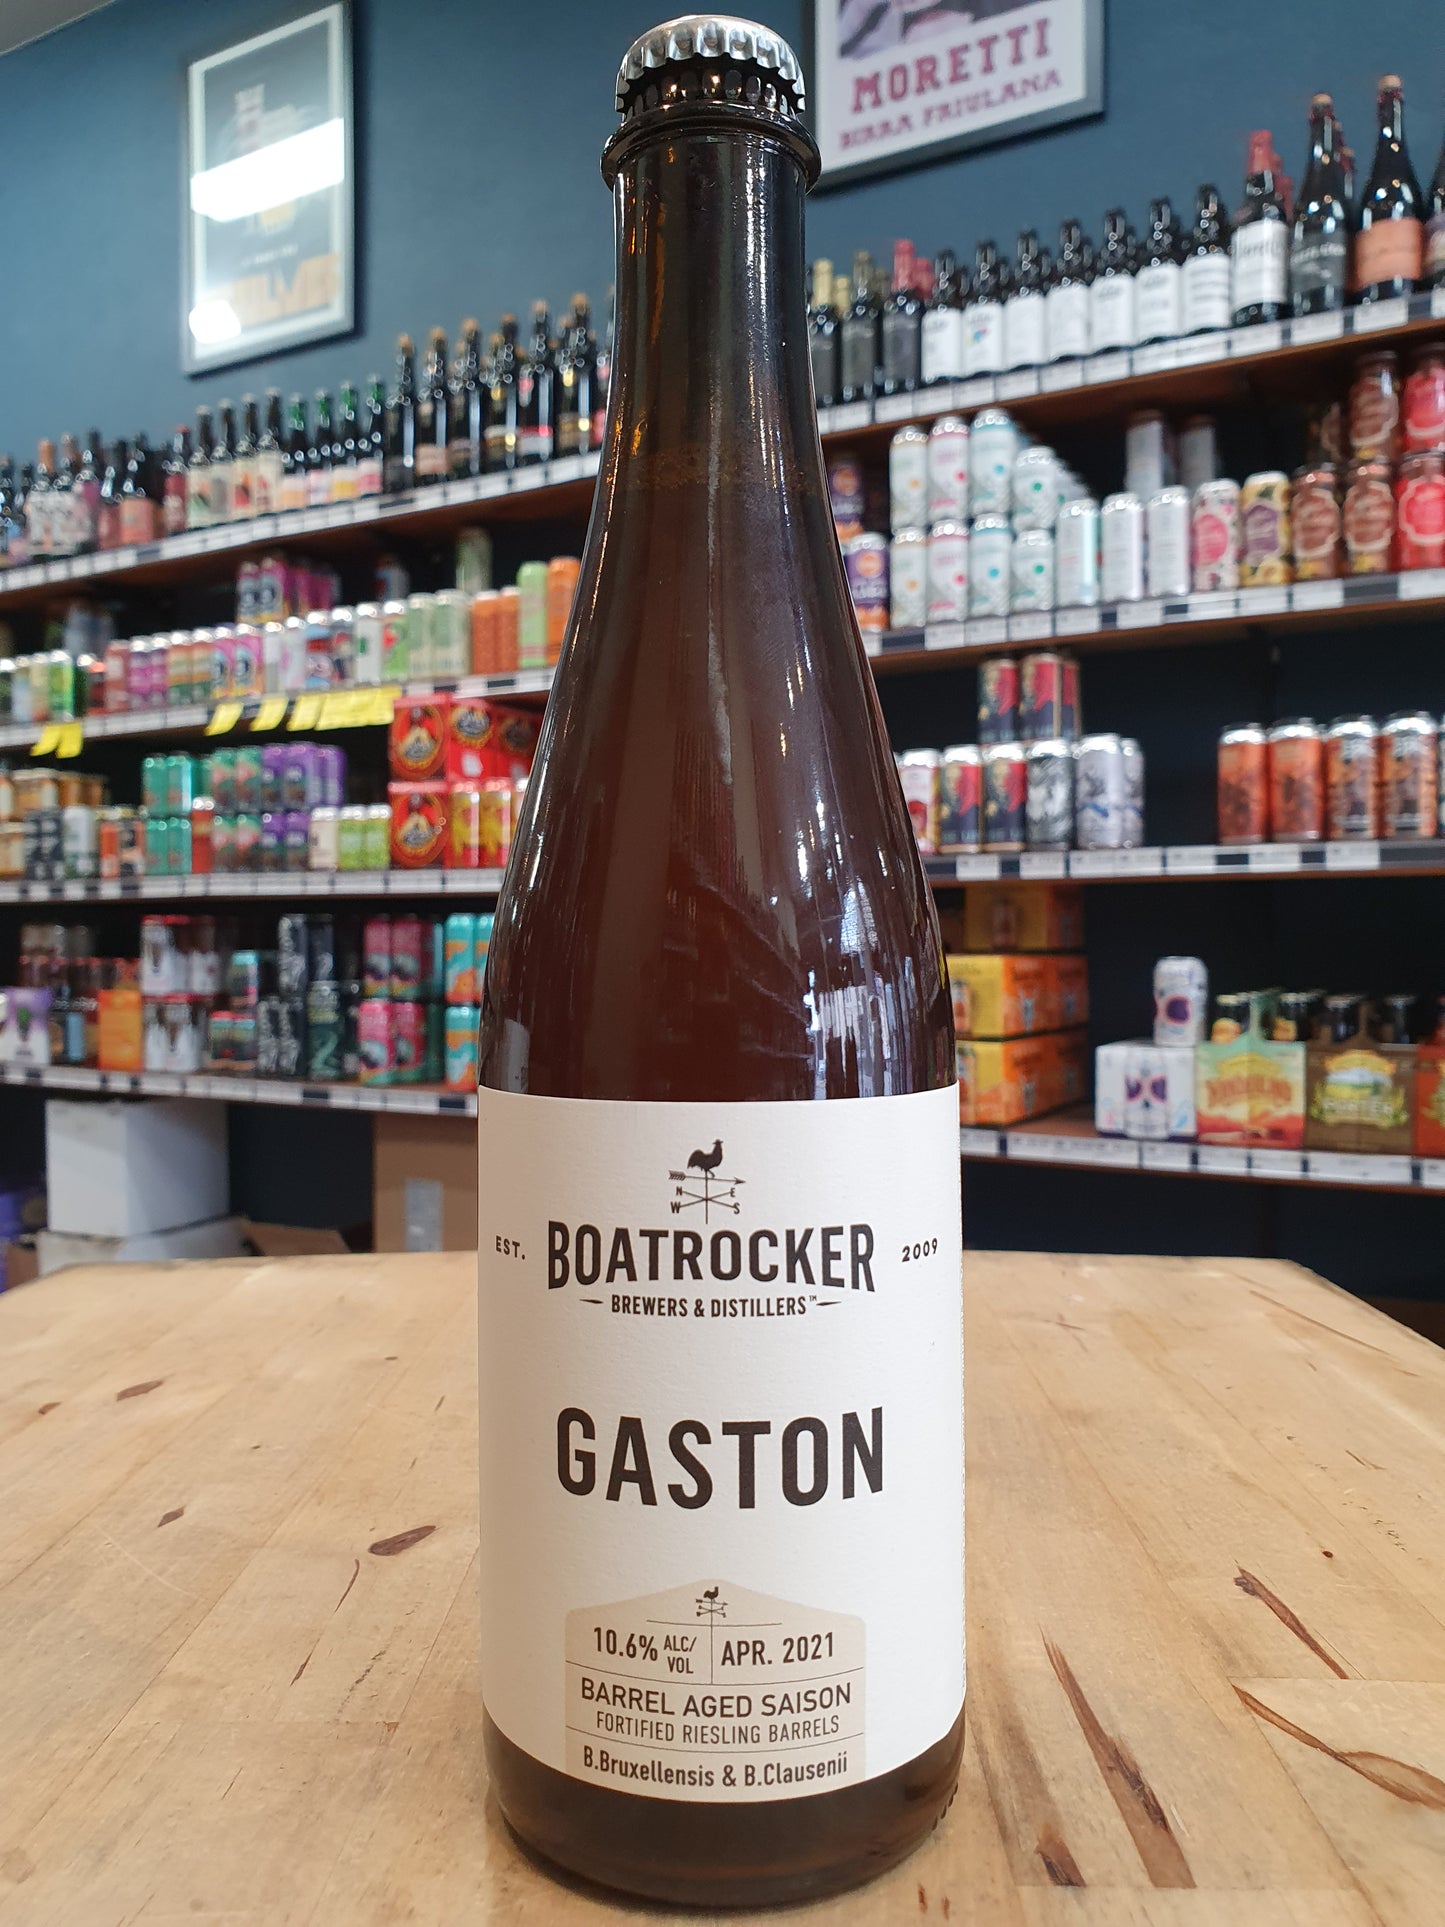 MORETTI
BIRRA FRIULANA
N E
W S
EST. BOATROCKER 2009
BREWERS & DISTILLERS™
GASTON
10.6% ALC/VOL APR. 2021
BARREL AGED SAISON
FORTIFIED RIESLING BARRELS
B.Bruxellensis & B.Clausenii